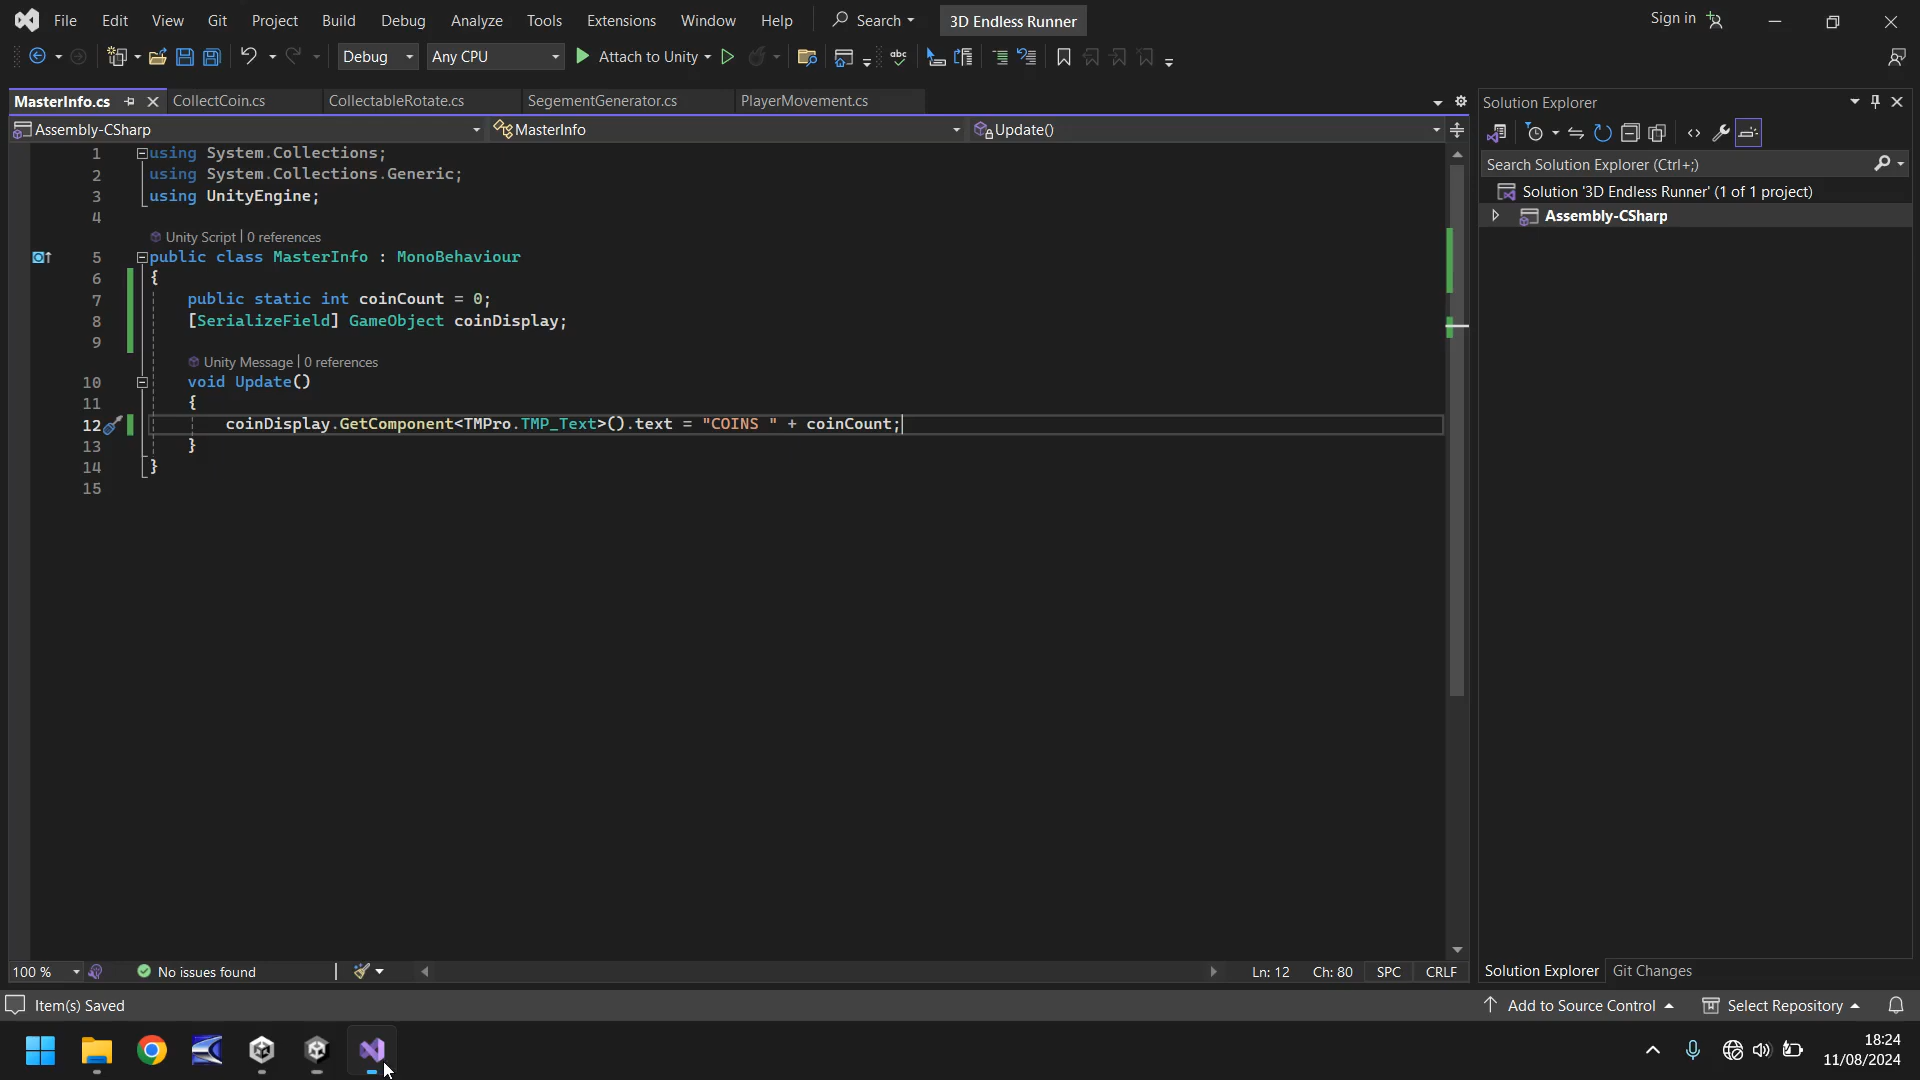 File Edit View Git Project Build Debug Analyze Tools Extensions Window Help Search 3D Endless Runner Sign in
Debug Any CPU Attach to Unity
MasterInfo.cs CollectCoin.cs CollectableRotate.cs SegementGenerator.cs PlayerMovement.cs
Assembly-CSharp MasterInfo Update()
1 using System.Collections;
2 using System.Collections.Generic;
3 using UnityEngine;
4
Unity Script | 0 references
5 public class MasterInfo : MonoBehaviour
6 {
7 public static int coinCount = 0;
8 [SerializeField] GameObject coinDisplay;
9
Unity Message | 0 references
10 void Update()
11 {
12 coinDisplay.GetComponent<TMPro.TMP_Text>().text = "COINS " + coinCount;
13 }
14 }
15
100 % No issues found Ln: 12 Ch: 80 SPC CRLF
Solution Explorer
Search Solution Explorer (Ctrl+;)
Solution '3D Endless Runner' (1 of 1 project)
Assembly-CSharp
Solution Explorer Git Changes
Item(s) Saved Add to Source Control Select Repository
18:24
11/08/2024